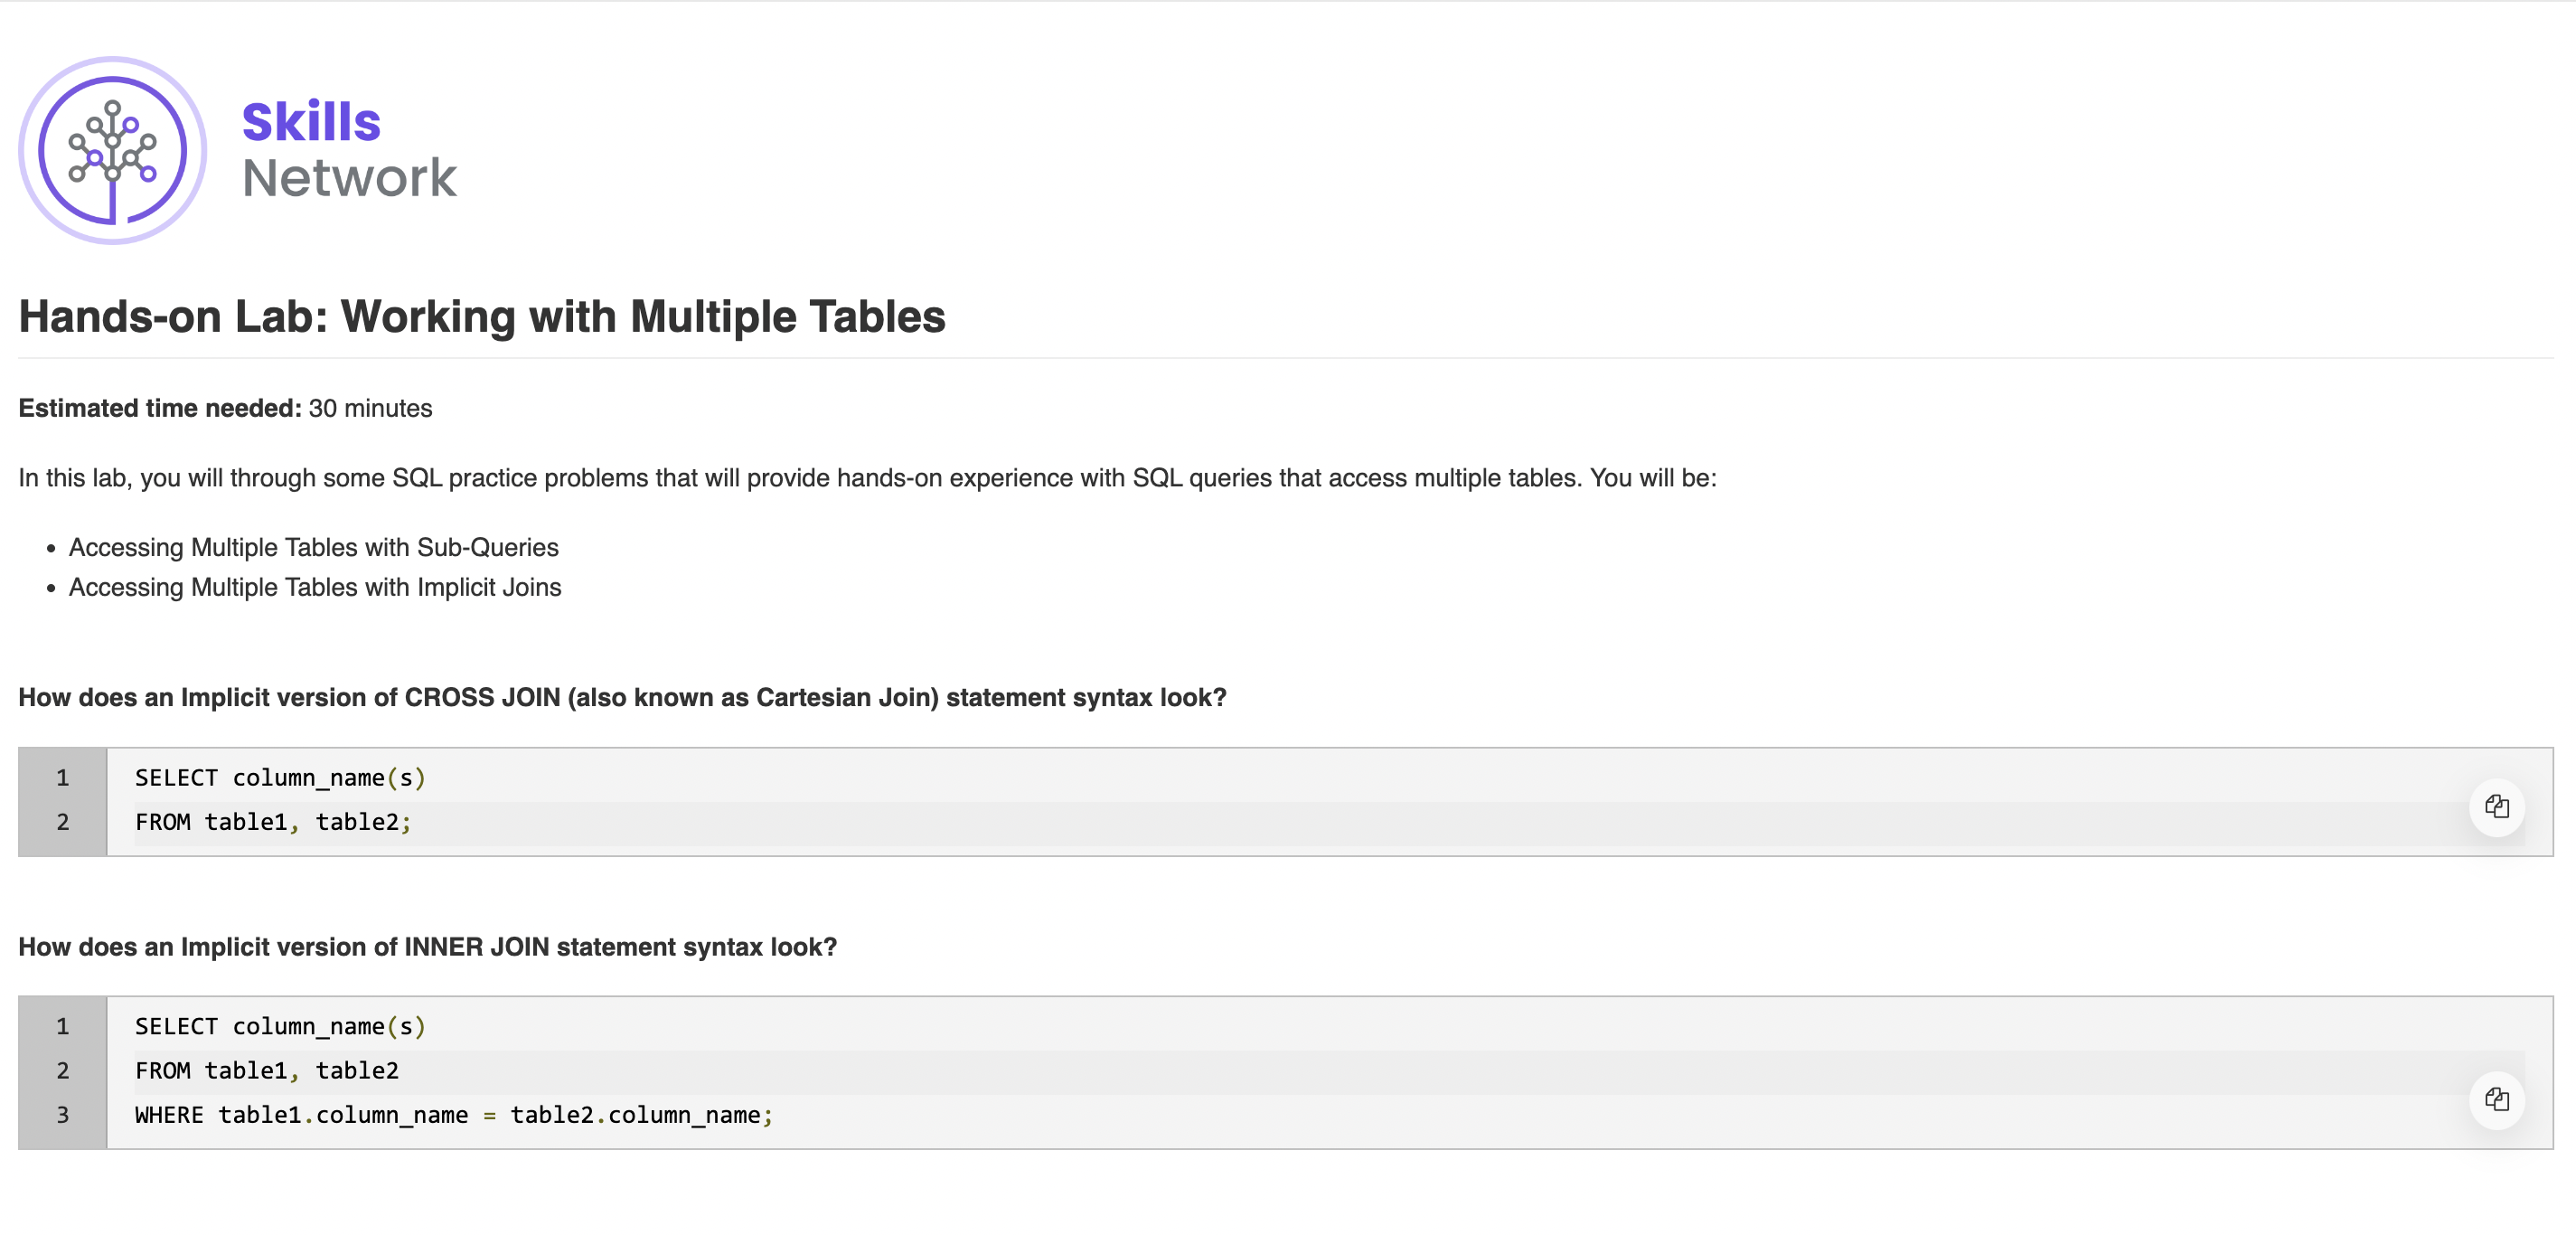 Skills
Network
Hands-on Lab: Working with Multiple Tables
Estimated time needed: 30 minutes
In this lab, you will through some SQL practice problems that will provide hands-on experience with SQL queries that access multiple tables. You will be:
• Accessing Multiple Tables with Sub-Queries
• Accessing Multiple Tables with Implicit Joins
How does an Implicit version of CROSS JOIN (also known as Cartesian Join) statement syntax look?
1 SELECT column_name(s)
2 FROM table1, table2;
How does an Implicit version of INNER JOIN statement syntax look?
1 SELECT column_name(s)
2 FROM table1, table2
3 WHERE table1.column_name = table2.column_name;